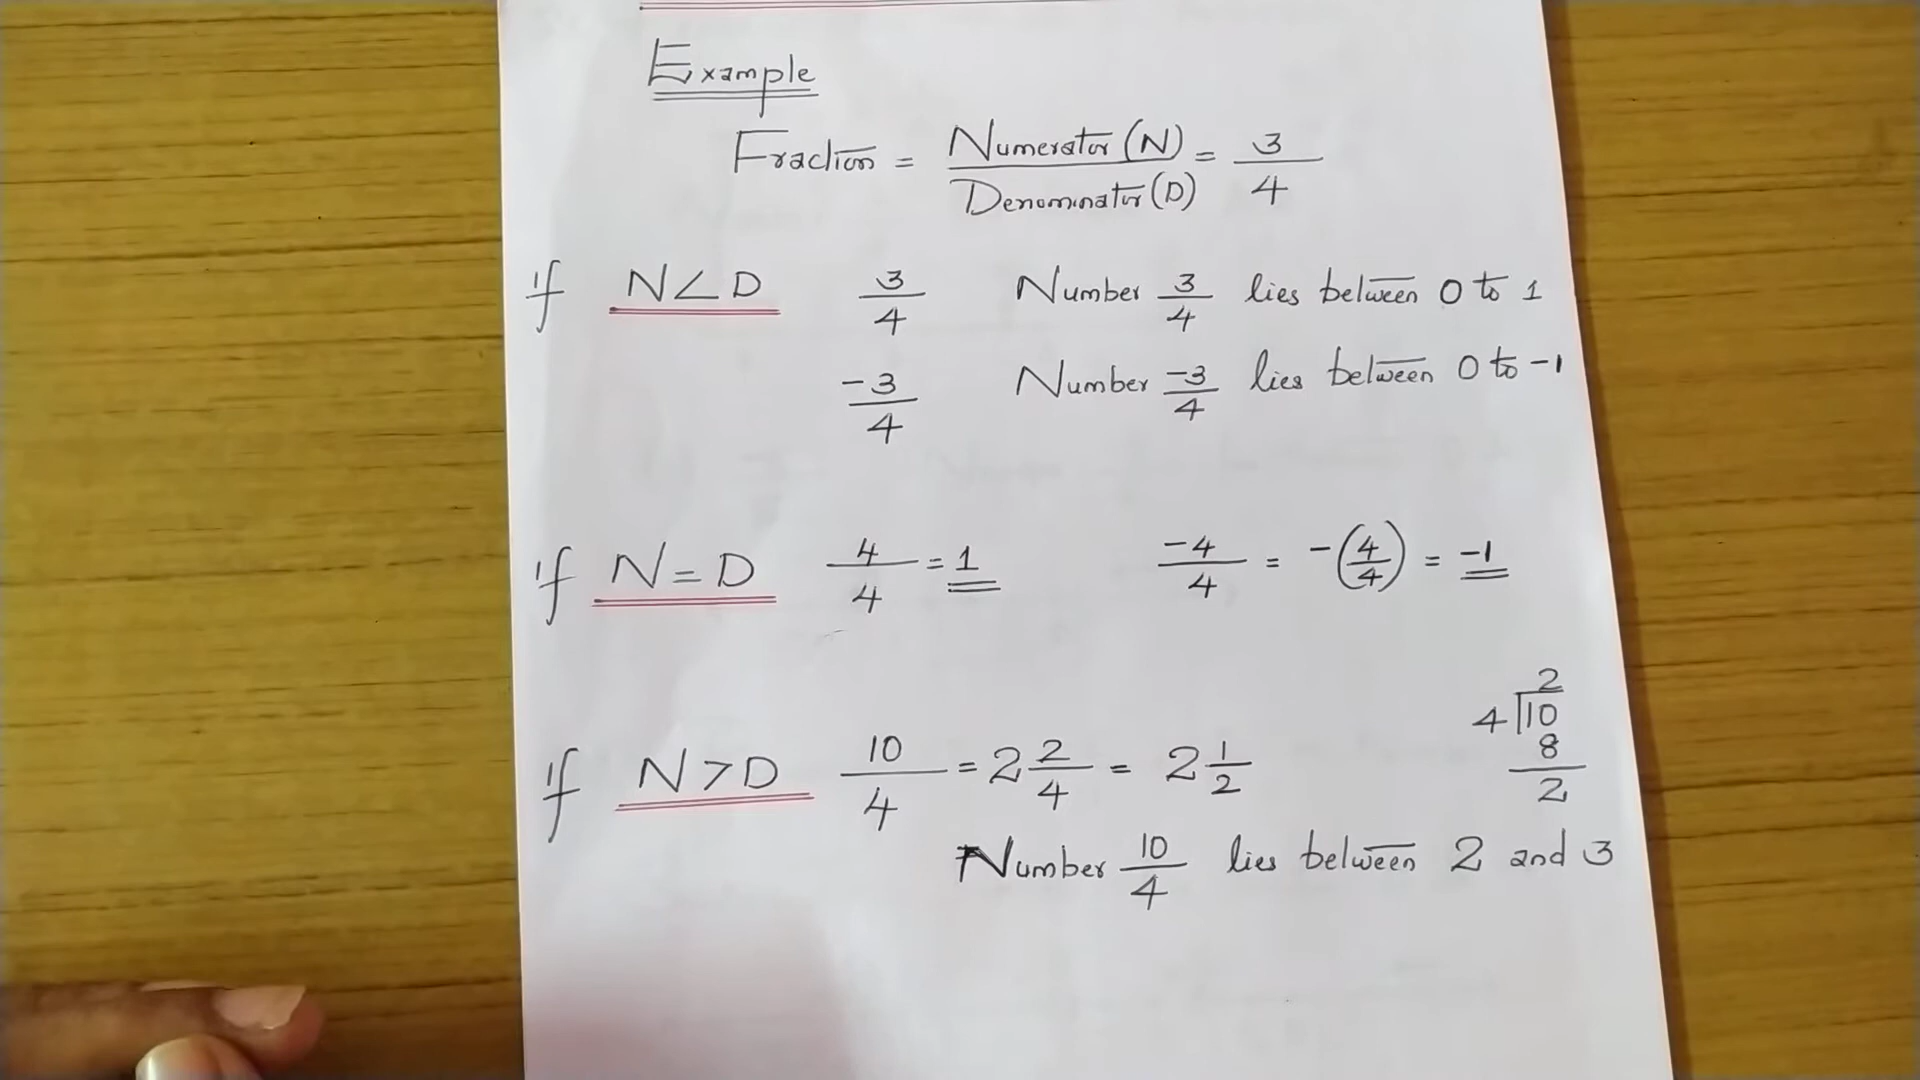 Example
Fraction = Numerator (N) / Denominator (D) = 3/4
if N < D 3/4 Number 3/4 lies between 0 to 1
-3/4 Number -3/4 lies between 0 to -1
if N = D 4/4 = 1 -4/4 = -(4/4) = -1
if N > D 10/4 = 2 2/4 = 2 1/2
2
4 10
8
2
Number 10/4 lies between 2 and 3